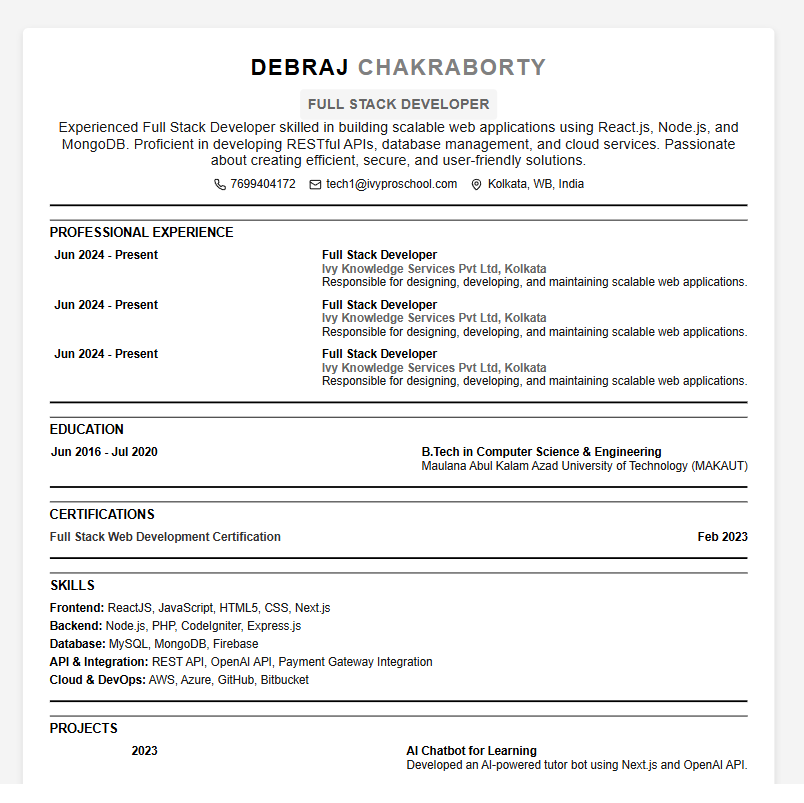 DEBRAJ CHAKRABORTY
FULL STACK DEVELOPER
Experienced Full Stack Developer skilled in building scalable web applications using React.js, Node.js, and
MongoDB. Proficient in developing RESTful APIs, database management, and cloud services. Passionate
about creating efficient, secure, and user-friendly solutions.
7699404172 tech1@ivyproschool.com Kolkata, WB, India
PROFESSIONAL EXPERIENCE
Jun 2024 - Present Full Stack Developer
Ivy Knowledge Services Pvt Ltd, Kolkata
Responsible for designing, developing, and maintaining scalable web applications.
Jun 2024 - Present Full Stack Developer
Ivy Knowledge Services Pvt Ltd, Kolkata
Responsible for designing, developing, and maintaining scalable web applications.
Jun 2024 - Present Full Stack Developer
Ivy Knowledge Services Pvt Ltd, Kolkata
Responsible for designing, developing, and maintaining scalable web applications.
EDUCATION
Jun 2016 - Jul 2020 B.Tech in Computer Science & Engineering
Maulana Abul Kalam Azad University of Technology (MAKAUT)
CERTIFICATIONS
Full Stack Web Development Certification Feb 2023
SKILLS
Frontend: ReactJS, JavaScript, HTML5, CSS, Next.js
Backend: Node.js, PHP, CodeIgniter, Express.js
Database: MySQL, MongoDB, Firebase
API & Integration: REST API, OpenAI API, Payment Gateway Integration
Cloud & DevOps: AWS, Azure, GitHub, Bitbucket
PROJECTS
2023 AI Chatbot for Learning
Developed an AI-powered tutor bot using Next.js and OpenAI API.